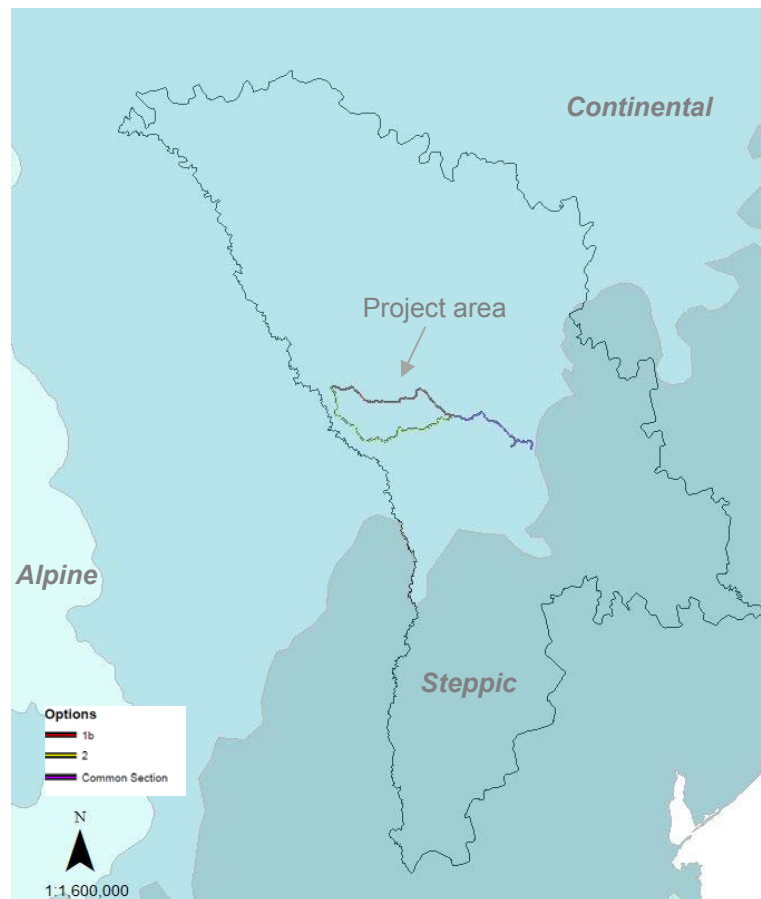 Continental
Project area
Alpine
Steppic
Options
1b
2
Common Section
N
1:1,600,000